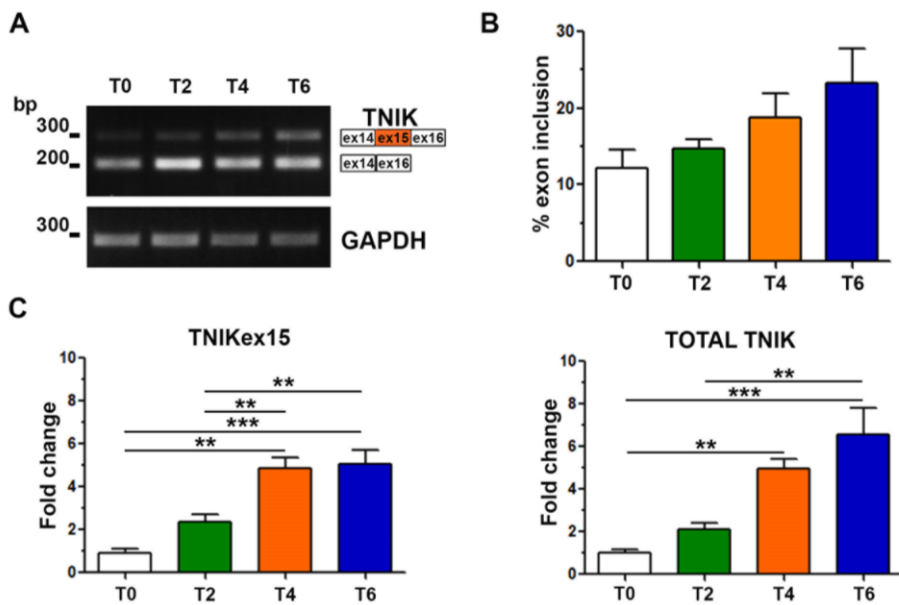 A
T0 T2 T4 T6
bp
300
200
TNIK
ex14 ex15 ex16
ex14 ex16
300
GAPDH
B
% exon inclusion
30
20
10
0
T0 T2 T4 T6
C
TNIKex15
Fold change
10
8
6
4
2
0
**
**
***
**
T0 T2 T4 T6
TOTAL TNIK
Fold change
10
8
6
4
2
0
**
***
**
T0 T2 T4 T6